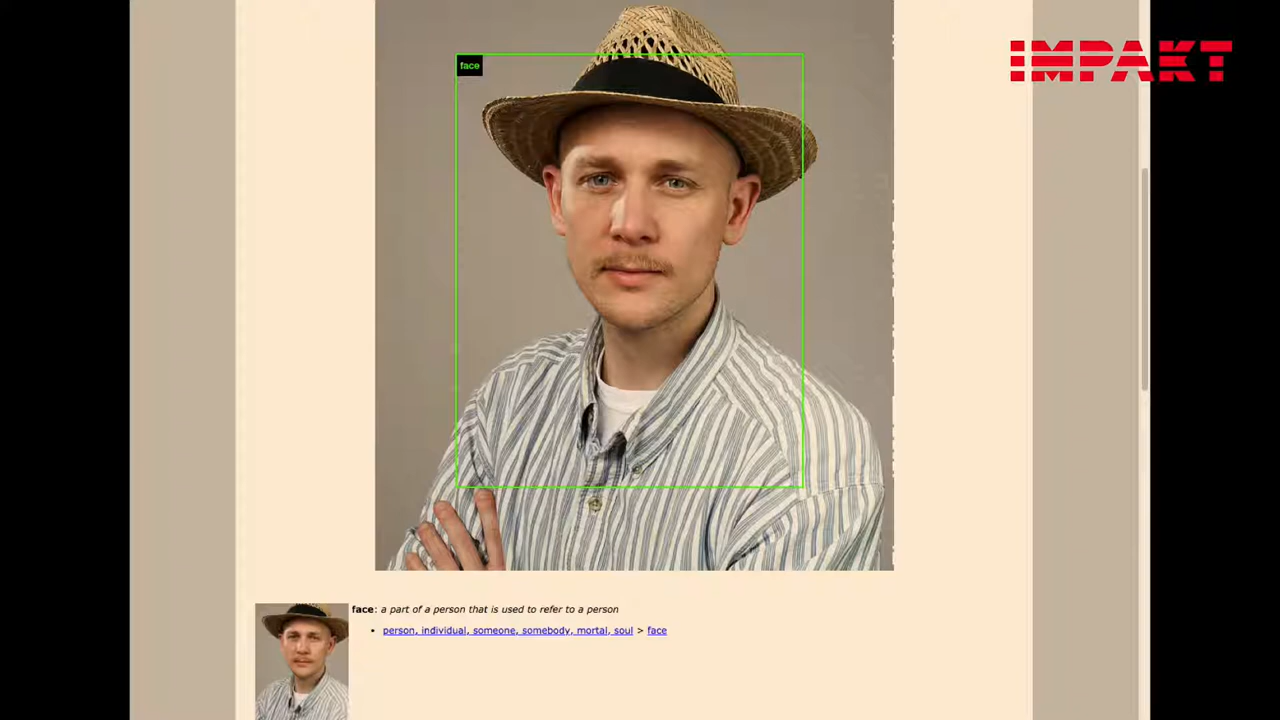 IMPAKT
face
face: a part of a person that is used to refer to a person
• person, individual, someone, somebody, mortal, soul > face